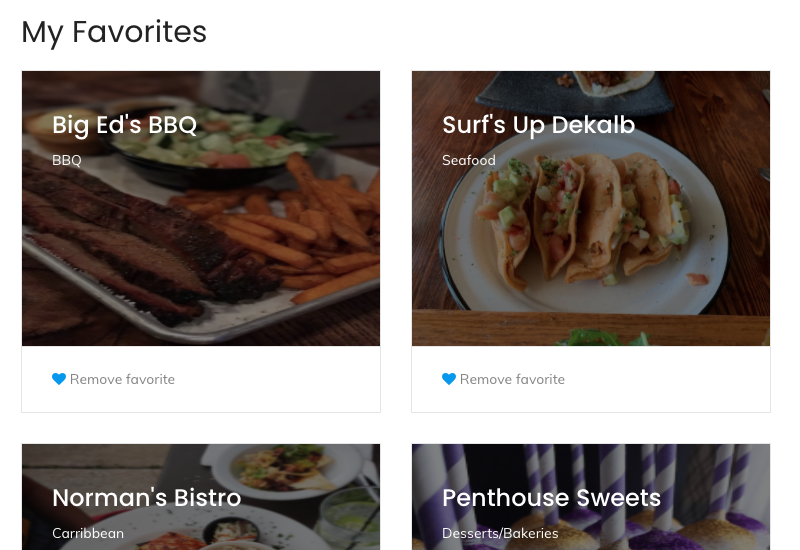 My Favorites
Big Ed's BBQ
BBQ
Surf's Up Dekalb
Seafood
Remove favorite
Remove favorite
Norman's Bistro
Carribbean
Penthouse Sweets
Desserts/Bakeries